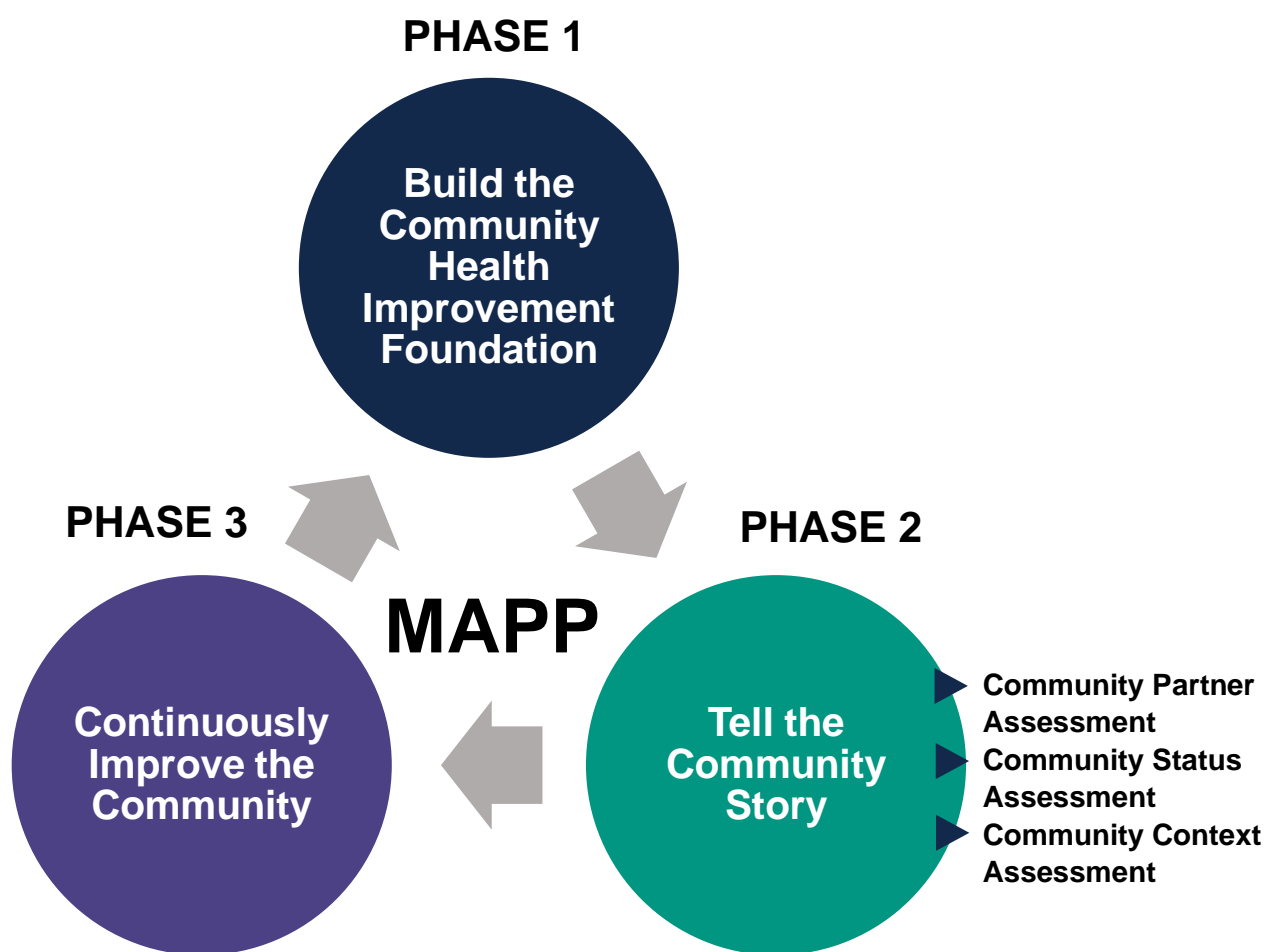 PHASE 1
Build the
Community
Health
Improvement
Foundation
PHASE 3
PHASE 2
MAPP
Continuously
Improve the
Community
Tell the
Community
Story
Community Partner
Assessment
Community Status
Assessment
Community Context
Assessment